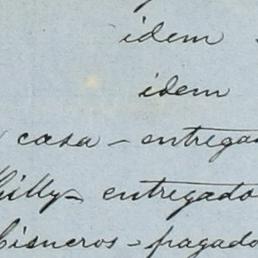 idem
idem
casa - entrega
Gilly - entregado
Cisneros - pagado